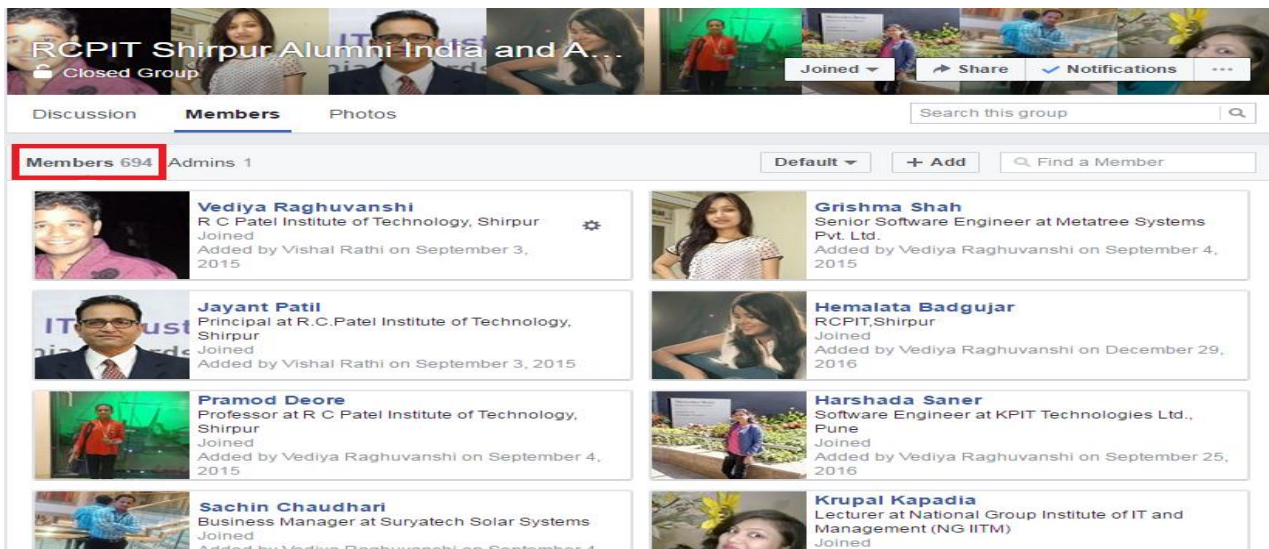 RCPIT Shirpur Alumni India and A...
Closed Group
Joined
Share
Notifications
...
Discussion
Members
Photos
Search this group
Members 694
Admins 1
Default
+ Add
Find a Member
Vediya Raghuvanshi
R C Patel Institute of Technology, Shirpur
Joined
Added by Vishal Rathi on September 3,
2015
Grishma Shah
Senior Software Engineer at Metatree Systems
Pvt. Ltd.
Added by Vediya Raghuvanshi on September 4,
2015
Jayant Patil
Principal at R.C.Patel Institute of Technology,
Shirpur
Joined
Added by Vishal Rathi on September 3, 2015
Hemalata Badgujar
RCPIT,Shirpur
Joined
Added by Vediya Raghuvanshi on December 29,
2016
Pramod Deore
Professor at R C Patel Institute of Technology,
Shirpur
Joined
Added by Vediya Raghuvanshi on September 4,
2015
Harshada Saner
Software Engineer at KPIT Technologies Ltd.,
Pune
Joined
Added by Vediya Raghuvanshi on September 25,
2016
Sachin Chaudhari
Business Manager at Suryatech Solar Systems
Joined
Added by Vediya Raghuvanshi on September 4,
Krupal Kapadia
Lecturer at National Group Institute of IT and
Management (NG IITM)
Joined